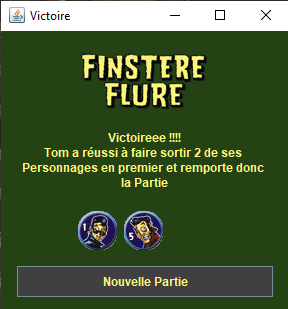 Victoire
FINSTERE
FLURE
Victoireee !!!!
Tom a réussi à faire sortir 2 de ses
Personnages en premier et remporte donc
la Partie
1 5
Nouvelle Partie